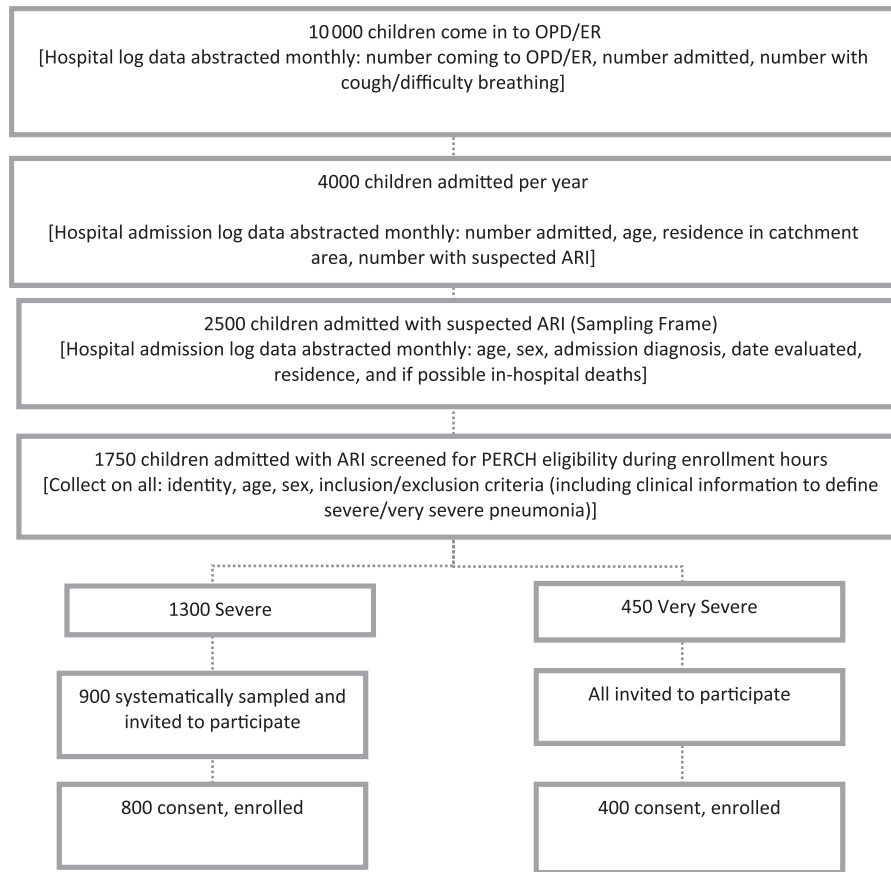 10 000 children come in to OPD/ER
[Hospital log data abstracted monthly: number coming to OPD/ER, number admitted, number with
cough/difficulty breathing]
4000 children admitted per year
[Hospital admission log data abstracted monthly: number admitted, age, residence in catchment
area, number with suspected ARI]
2500 children admitted with suspected ARI (Sampling Frame)
[Hospital admission log data abstracted monthly: age, sex, admission diagnosis, date evaluated,
residence, and if possible in-hospital deaths]
1750 children admitted with ARI screened for PERCH eligibility during enrollment hours
[Collect on all: identity, age, sex, inclusion/exclusion criteria (including clinical information to define
severe/very severe pneumonia)]
1300 Severe
450 Very Severe
900 systematically sampled and
invited to participate
All invited to participate
800 consent, enrolled
400 consent, enrolled